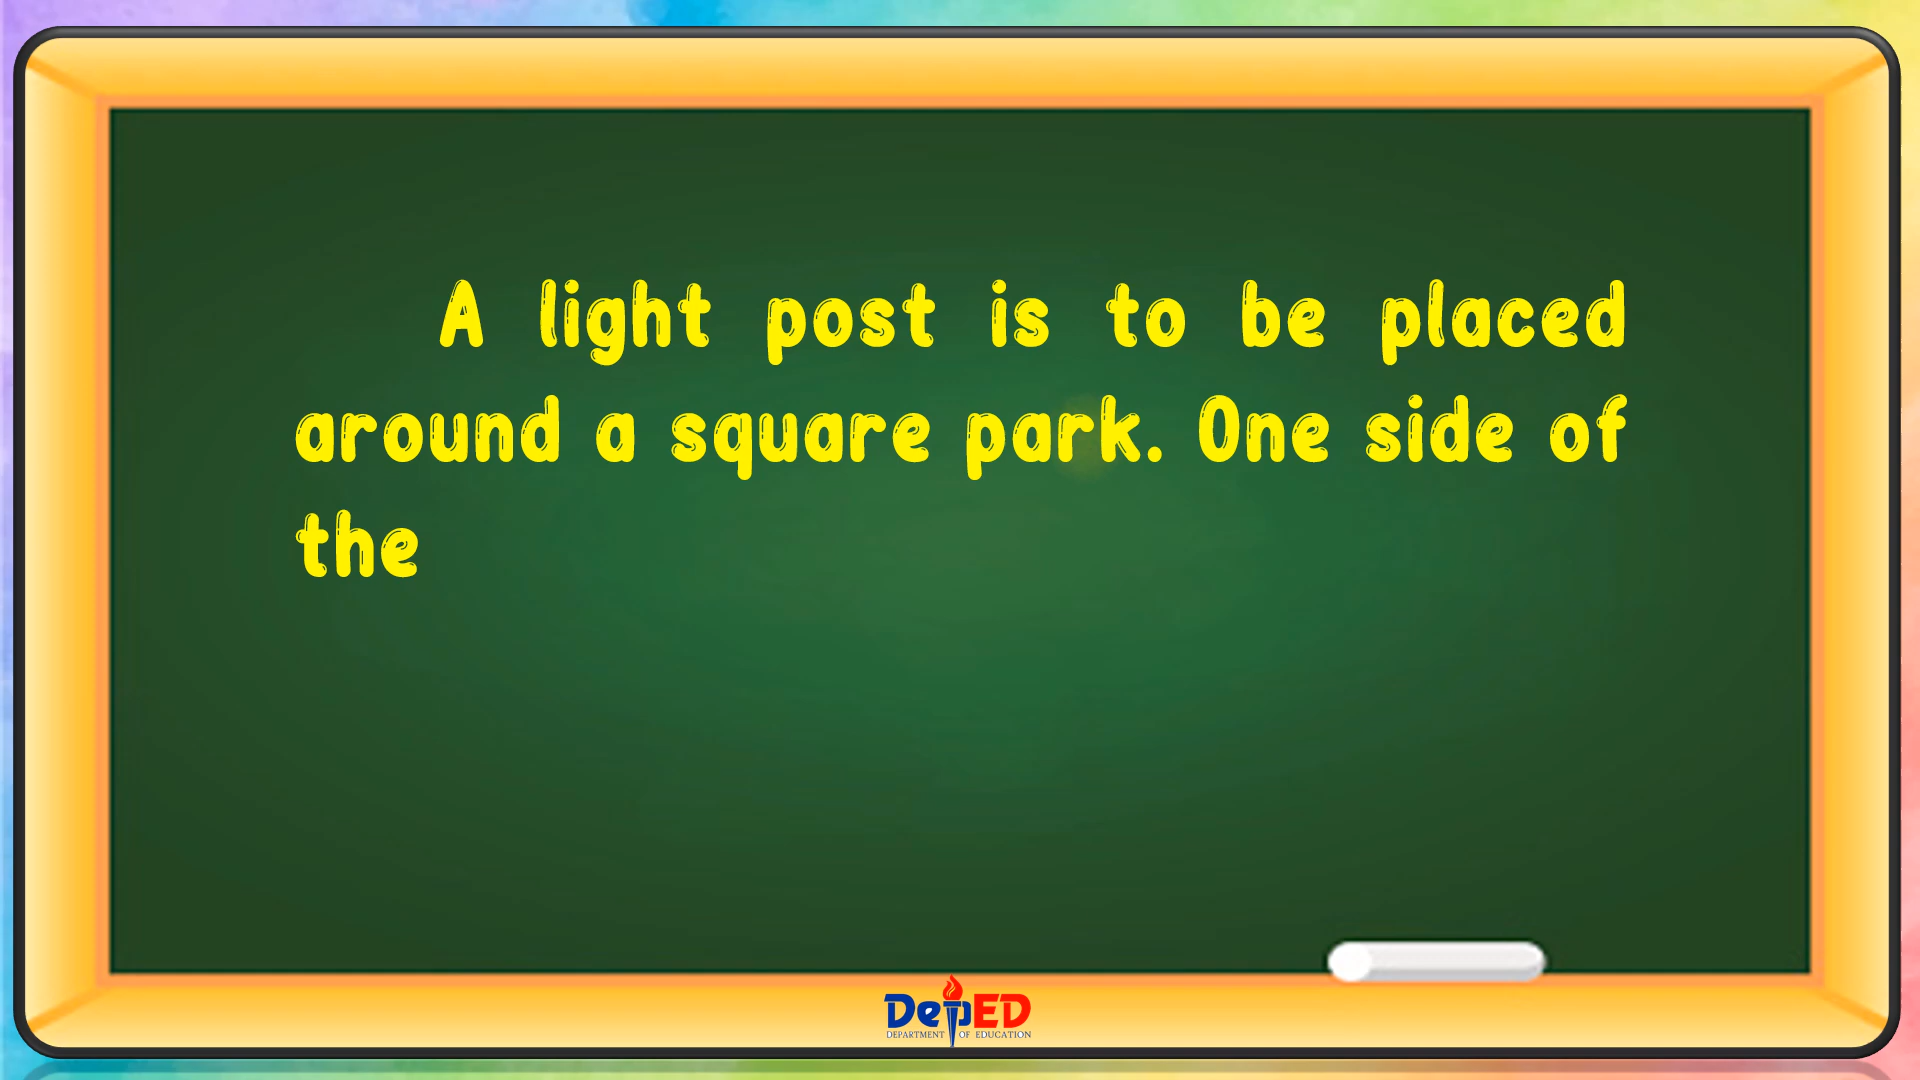 A light post is to be placed
around a square park. One side of
the
DepED
DEPARTMENT OF EDUCATION